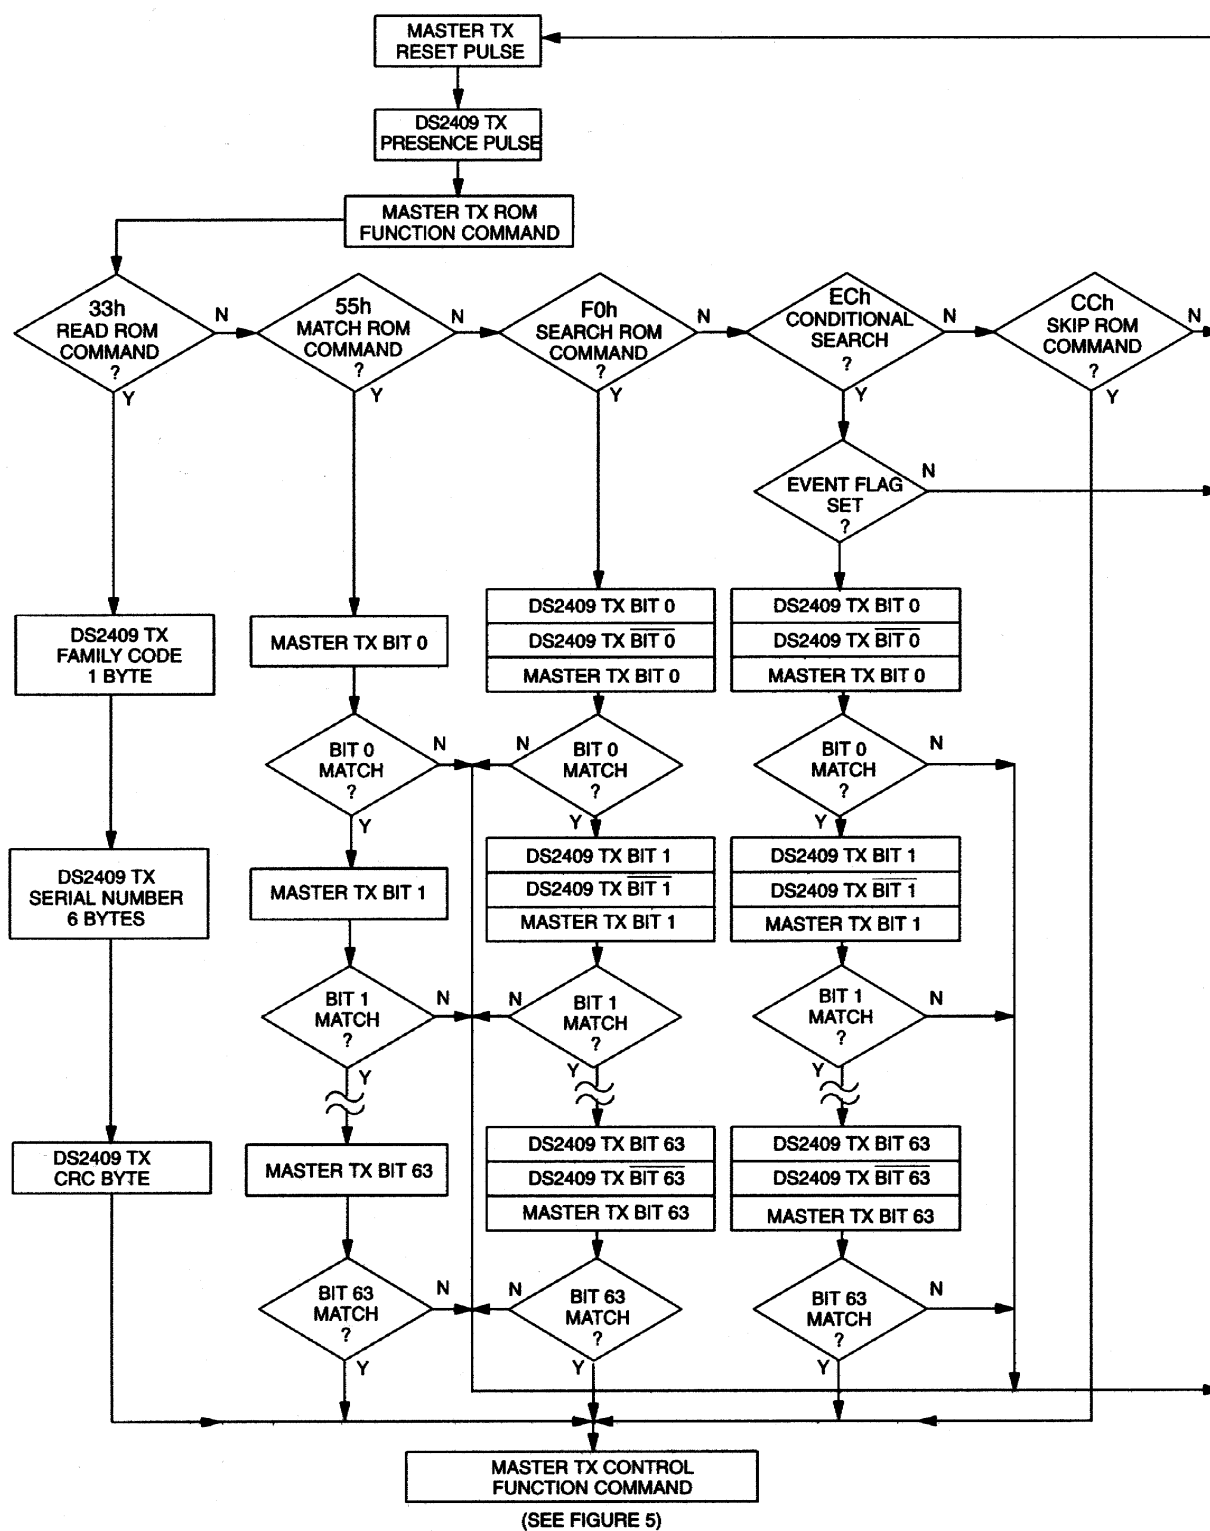 MASTER TX
RESET PULSE
DS2409 TX
PRESENCE PULSE
MASTER TX ROM
FUNCTION COMMAND
33h
READ ROM
COMMAND
?
N
Y
55h
MATCH ROM
COMMAND
?
N
Y
F0h
SEARCH ROM
COMMAND
?
N
Y
ECh
CONDITIONAL
SEARCH
?
N
Y
CCh
SKIP ROM
COMMAND
?
N
Y
EVENT FLAG
SET
?
N
DS2409 TX
FAMILY CODE
1 BYTE
DS2409 TX
SERIAL NUMBER
6 BYTES
DS2409 TX
CRC BYTE
MASTER TX BIT 0
BIT 0
MATCH
?
N
Y
MASTER TX BIT 1
BIT 1
MATCH
?
N
Y
MASTER TX BIT 63
BIT 63
MATCH
?
N
Y
DS2409 TX BIT 0
DS2409 TX B̅I̅T̅ ̅0̅
MASTER TX BIT 0
N
BIT 0
MATCH
?
Y
DS2409 TX BIT 1
DS2409 TX B̅I̅T̅ ̅1̅
MASTER TX BIT 1
N
BIT 1
MATCH
?
Y
DS2409 TX BIT 63
DS2409 TX B̅I̅T̅ ̅6̅3̅
MASTER TX BIT 63
N
BIT 63
MATCH
?
Y
DS2409 TX BIT 0
DS2409 TX B̅I̅T̅ ̅0̅
MASTER TX BIT 0
BIT 0
MATCH
?
N
Y
DS2409 TX BIT 1
DS2409 TX B̅I̅T̅ ̅1̅
MASTER TX BIT 1
BIT 1
MATCH
?
N
Y
DS2409 TX BIT 63
DS2409 TX B̅I̅T̅ ̅6̅3̅
MASTER TX BIT 63
BIT 63
MATCH
?
N
Y
MASTER TX CONTROL
FUNCTION COMMAND
(SEE FIGURE 5)